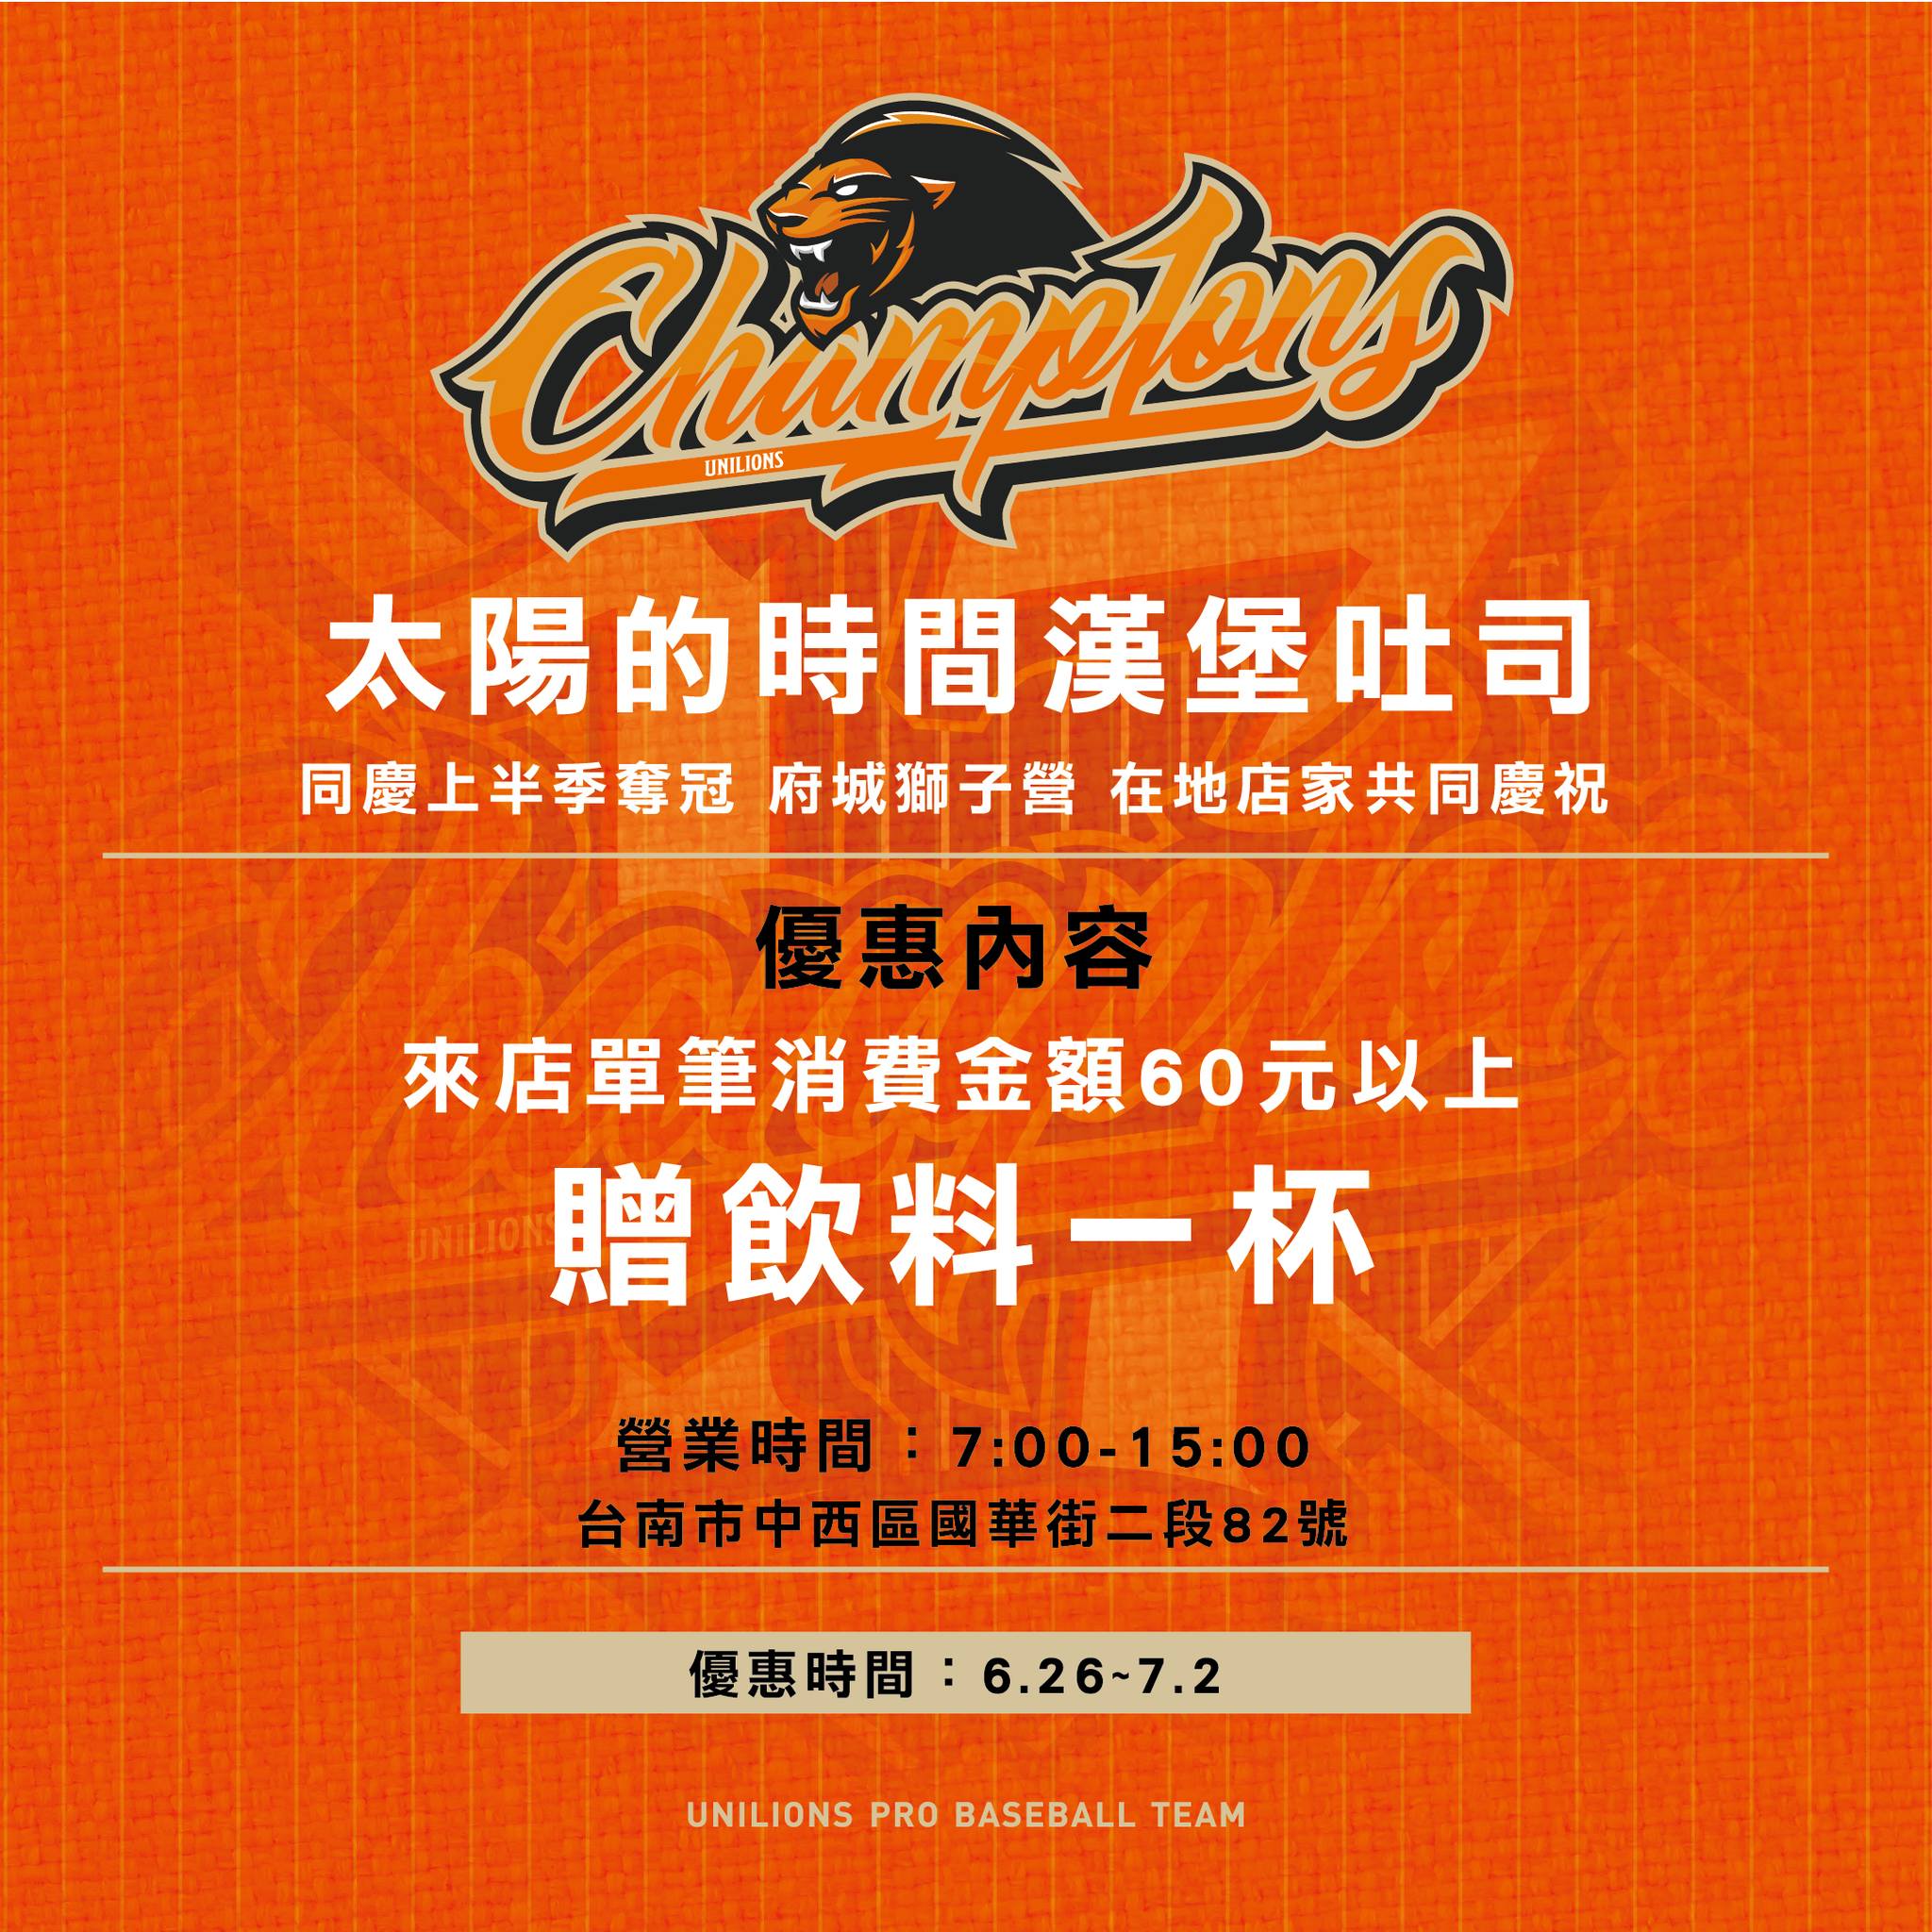 Champ1ons
UNILIONS
太陽的時間漢堡吐司
同慶上半季奪冠 府城獅子營 在地店家共同慶祝
優惠內容
來店單筆消費金額60元以上
贈飲料一杯
UNILIONS
營業時間：7:00-15:00
台南市中西區國華街二段82號
優惠時間：6.26~7.2
UNILIONS PRO BASEBALL TEAM